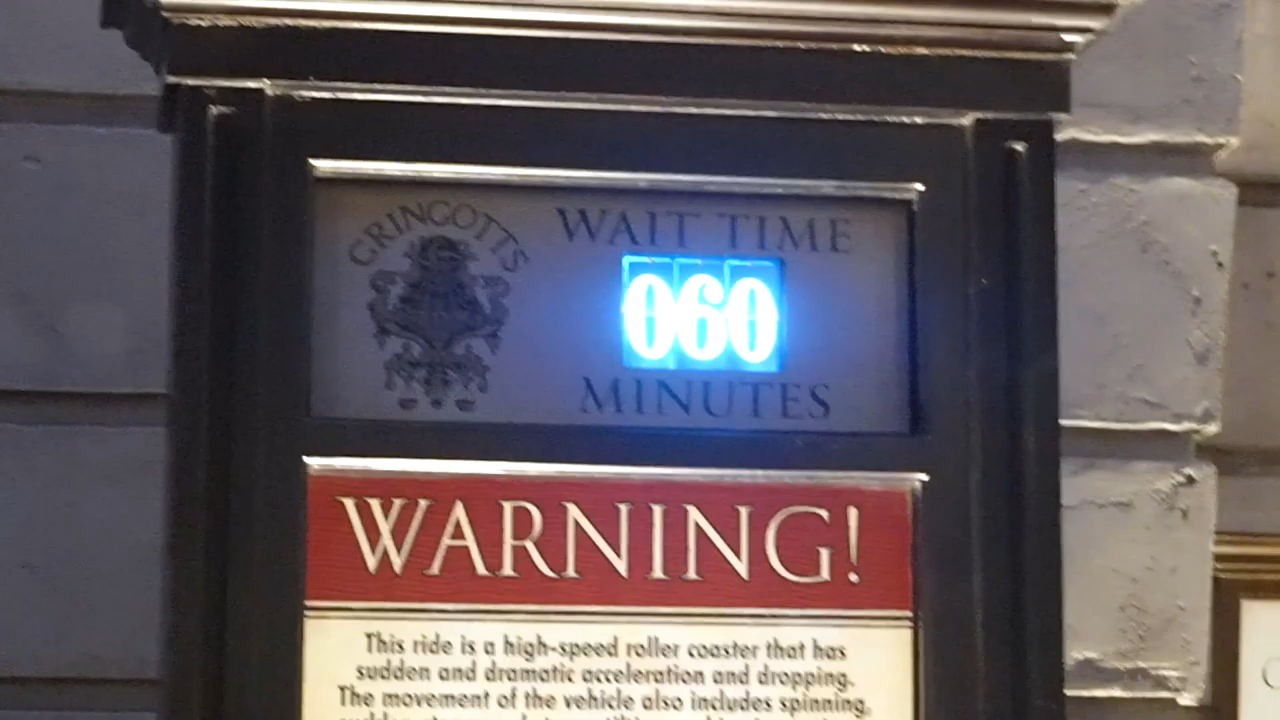 GRINGOTTS
WAIT TIME
060
MINUTES
WARNING!
This ride is a high-speed roller coaster that has
sudden and dramatic acceleration and dropping.
The movement of the vehicle also includes spinning,